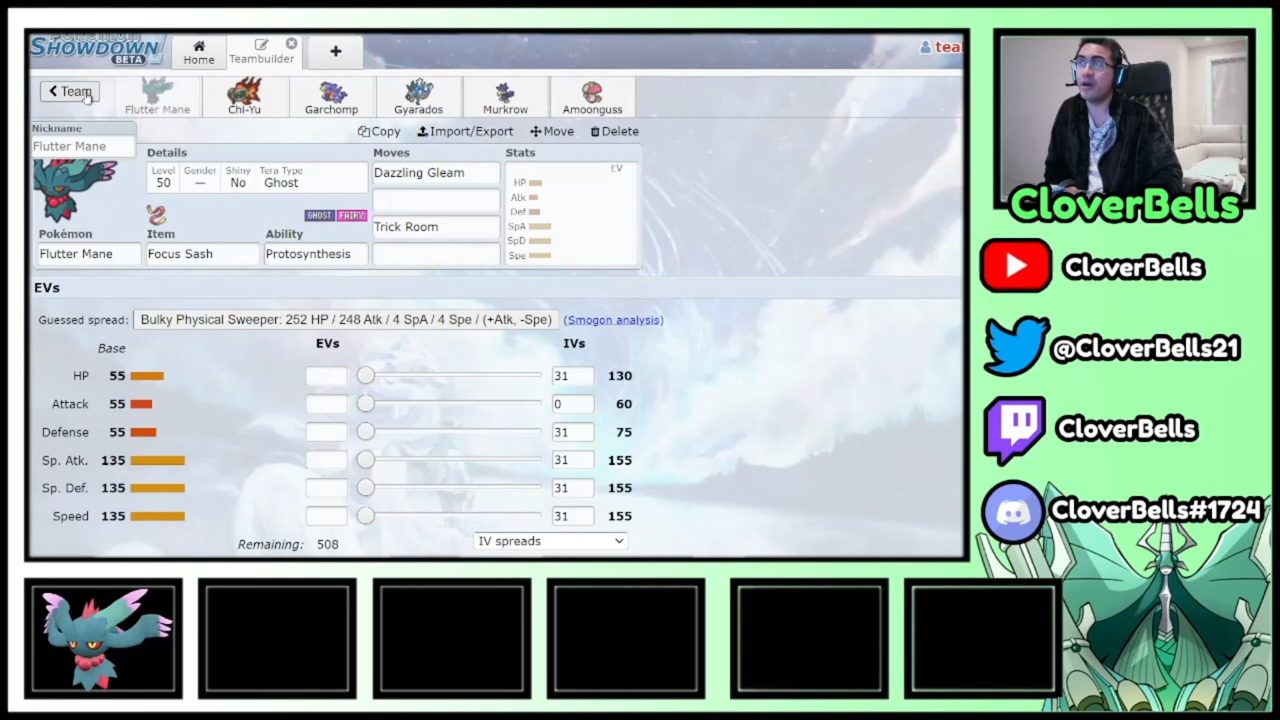 POKÉMON
SHOWDOWN
BETA
Home
Teambuilder
+
tea
Team
Flutter Mane
Chi-Yu
Garchomp
Gyarados
Murkrow
Amoonguss
Copy
Import/Export
Move
Delete
Nickname
Flutter Mane
Details
Level
50
Gender
—
Shiny
No
Tera Type
Ghost
GHOST FAIRY
Pokémon
Flutter Mane
Item
Focus Sash
Ability
Protosynthesis
Moves
Dazzling Gleam
Trick Room
Stats
EV
HP
Atk
Def
SpA
SpD
Spe
EVs
Guessed spread: Bulky Physical Sweeper: 252 HP / 248 Atk / 4 SpA / 4 Spe / (+Atk, -Spe) (Smogon analysis)
Base EVs IVs
HP 55 31 130
Attack 55 0 60
Defense 55 31 75
Sp. Atk. 135 31 155
Sp. Def. 135 31 155
Speed 135 31 155
Remaining: 508 IV spreads
CloverBells
CloverBells
@CloverBells21
CloverBells
CloverBells#1724